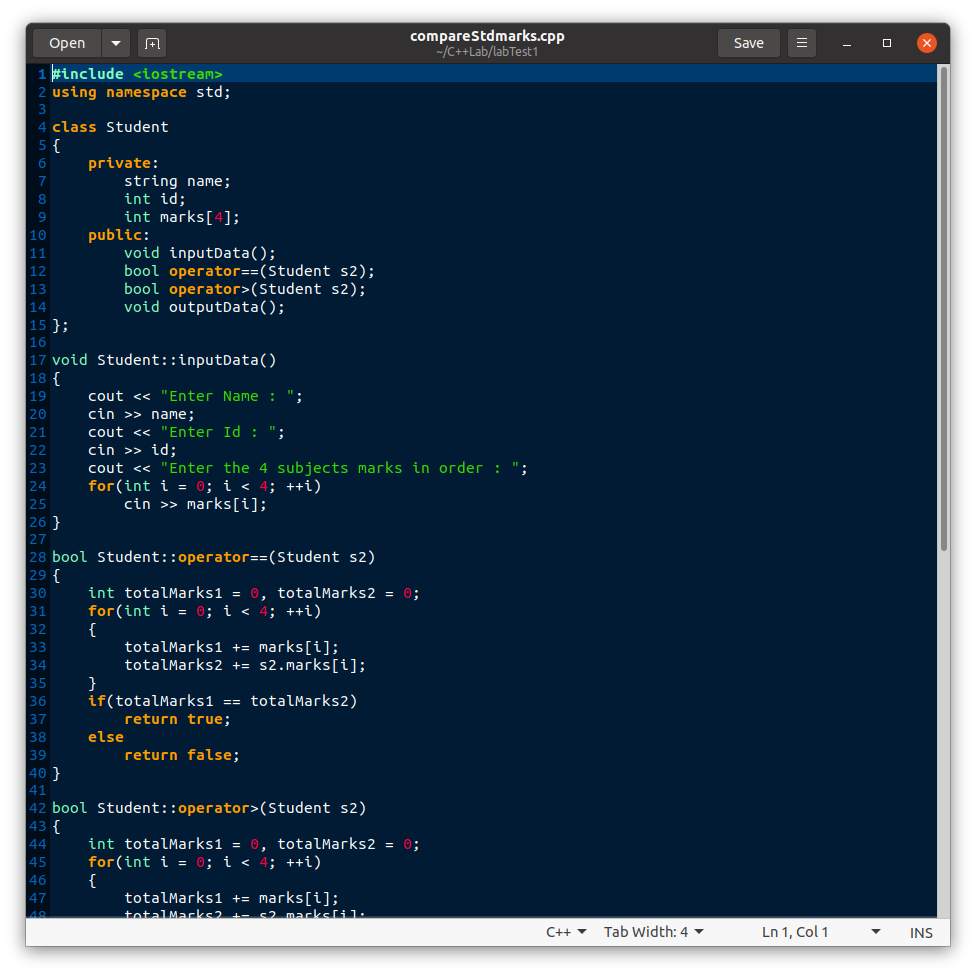 Open
compareStdmarks.cpp
~/C++Lab/labTest1
Save
1 #include <iostream>
2 using namespace std;
3
4 class Student
5 {
6     private:
7         string name;
8         int id;
9         int marks[4];
10     public:
11         void inputData();
12         bool operator==(Student s2);
13         bool operator>(Student s2);
14         void outputData();
15 };
16
17 void Student::inputData()
18 {
19     cout << "Enter Name : ";
20     cin >> name;
21     cout << "Enter Id : ";
22     cin >> id;
23     cout << "Enter the 4 subjects marks in order : ";
24     for(int i = 0; i < 4; ++i)
25         cin >> marks[i];
26 }
27
28 bool Student::operator==(Student s2)
29 {
30     int totalMarks1 = 0, totalMarks2 = 0;
31     for(int i = 0; i < 4; ++i)
32     {
33         totalMarks1 += marks[i];
34         totalMarks2 += s2.marks[i];
35     }
36     if(totalMarks1 == totalMarks2)
37         return true;
38     else
39         return false;
40 }
41
42 bool Student::operator>(Student s2)
43 {
44     int totalMarks1 = 0, totalMarks2 = 0;
45     for(int i = 0; i < 4; ++i)
46     {
47         totalMarks1 += marks[i];
48         totalMarks2 += s2.marks[i];
C++ Tab Width: 4 Ln 1, Col 1 INS